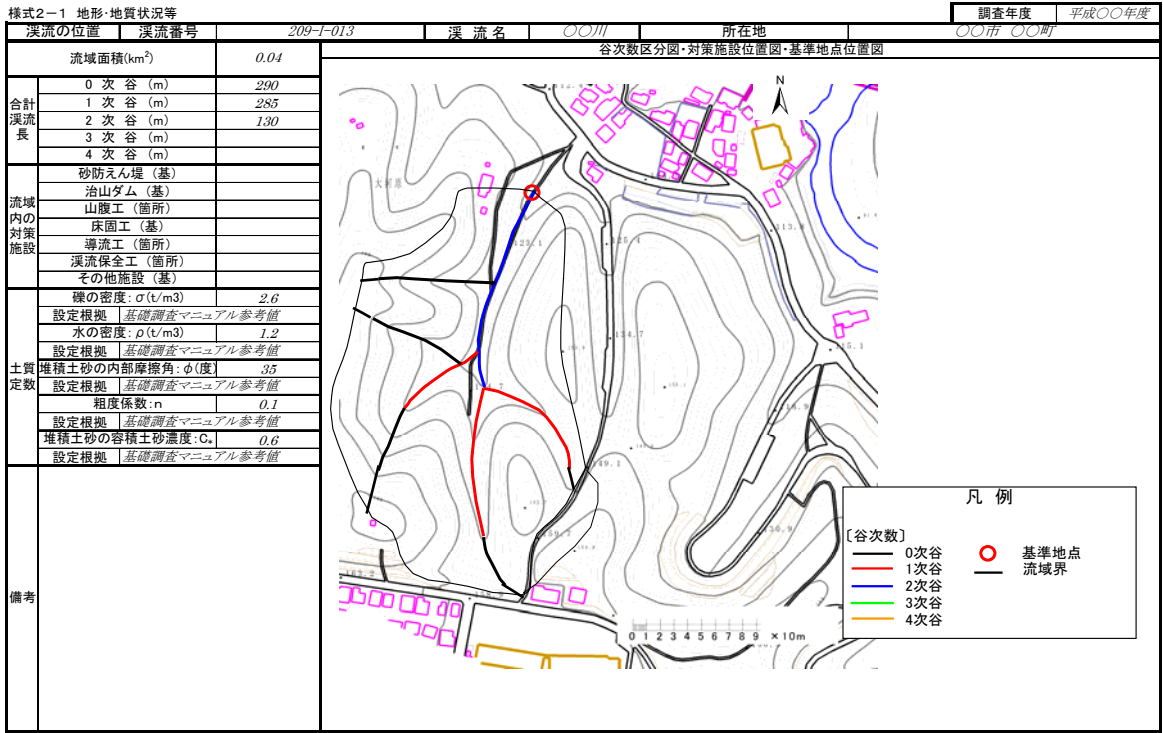 様式2-1 地形・地質状況等
調査年度 平成〇〇年度
渓流の位置 渓流番号 209-Ⅰ-013 渓流名 〇〇川 所在地 〇〇市 〇〇町
流域面積(km²) 0.04
谷次数区分図・対策施設位置図・基準地点位置図
合計渓流長
0次谷(m) 290
1次谷(m) 285
2次谷(m) 130
3次谷(m)
4次谷(m)
流域内の対策施設
砂防えん堤(基)
治山ダム(基)
山腹工(箇所)
床固工(基)
導流工(箇所)
渓流保全工(箇所)
その他施設(基)
土質定数
礫の密度:σ(t/m3) 2.6
設定根拠 基礎調査マニュアル参考値
水の密度:ρ(t/m3) 1.2
設定根拠 基礎調査マニュアル参考値
堆積土砂の内部摩擦角:φ(度) 35
設定根拠 基礎調査マニュアル参考値
粗度係数:n 0.1
設定根拠 基礎調査マニュアル参考値
堆積土砂の容積土砂濃度:C* 0.6
設定根拠 基礎調査マニュアル参考値
備考
N
113.8
125.4
134.7
115.1
149.1
163.2
凡例
〔谷次数〕
0次谷
1次谷
2次谷
3次谷
4次谷
基準地点
流域界
0 1 2 3 4 5 6 7 8 9 ×10m